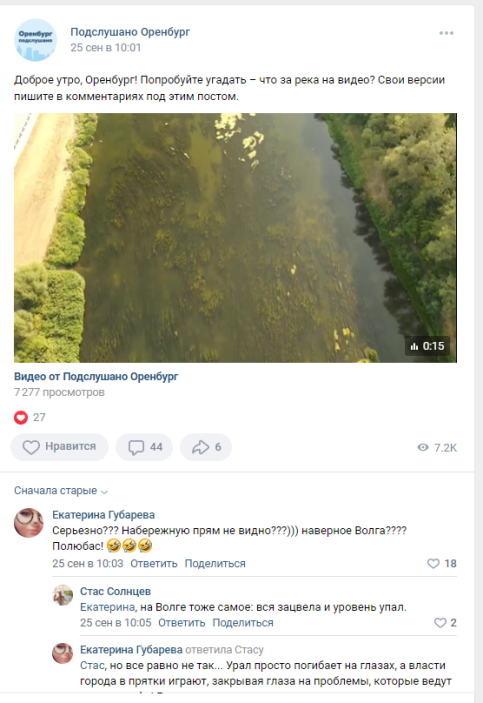 Оренбург
подслушано
Подслушано Оренбург
25 сен в 10:01
Доброе утро, Оренбург! Попробуйте угадать – что за река на видео? Свои версии
пишите в комментариях под этим постом.
0:15
Видео от Подслушано Оренбург
7 277 просмотров
27
Нравится
44
6
7.2K
Сначала старые
Екатерина Губарева
Серьезно??? Набережную прям не видно???))) наверное Волга????
Полюбас! 🤣🤣🤣
25 сен в 10:03 Ответить Поделиться
18
Стас Солнцев
Екатерина, на Волге тоже самое: вся зацвела и уровень упал.
25 сен в 10:05 Ответить Поделиться
2
Екатерина Губарева ответила Стасу
Стас, но все равно не так... Урал просто погибает на глазах, а власти
города в прятки играют, закрывая глаза на проблемы, которые ведут